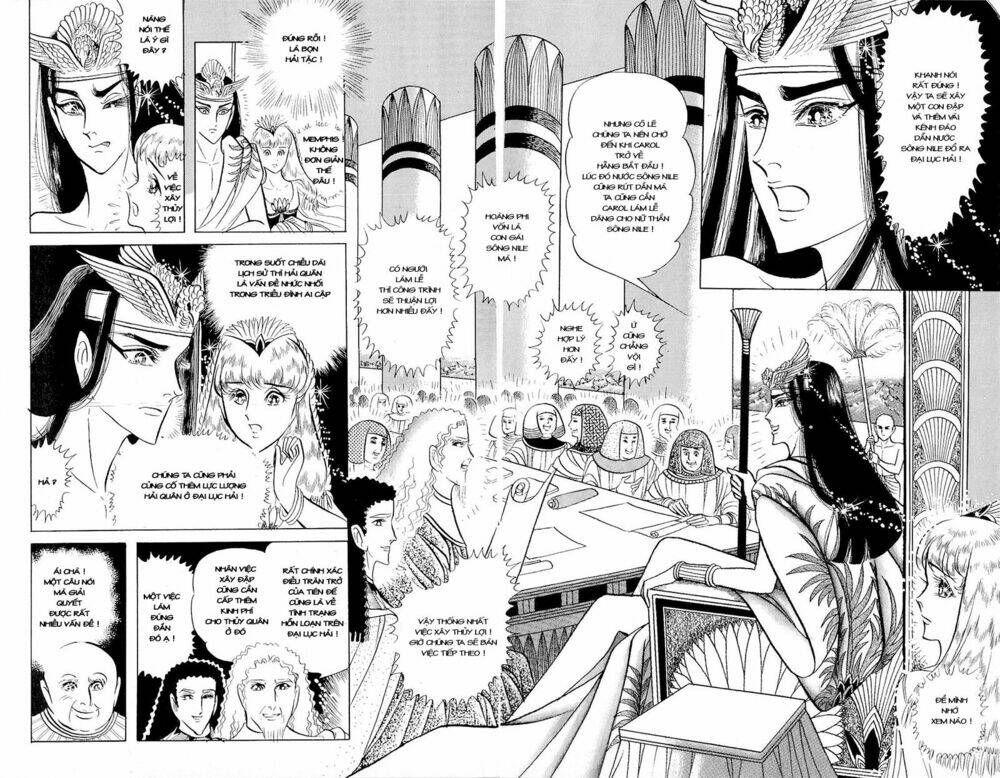 KHANH NÓI
RẤT ĐÚNG !
VẬY TA SẼ XÂY
MỘT CON ĐẬP
VÀ THÊM VÀI
KÊNH ĐÀO
DẪN NƯỚC
SÔNG NILE ĐỔ RA
ĐẠI LỤC HẢI !
NHƯNG CÓ LẼ
CHÚNG TA NÊN CHỜ
ĐẾN KHI CAROL
TRỞ VỀ
HẴNG BẮT ĐẦU !
LÚC ĐÓ NƯỚC SÔNG NILE
CŨNG RÚT DẦN MÀ
TA CŨNG CẦN
CAROL LÀM LỄ
DÂNG CHO NỮ THẦN
SÔNG NILE !
HOÀNG PHI
VỐN LÀ
CON GÁI
SÔNG NILE
MÀ !
CÓ NGƯỜI
LÀM LỄ
THÌ CÔNG TRÌNH
SẼ THUẬN LỢI
HƠN NHIỀU ĐẤY !
Ừ
CŨNG
CHẲNG
VỘI
GÌ !
NGHE
HỢP LÝ
HƠN
ĐẤY !
VẬY THỐNG NHẤT
VIỆC XÂY THỦY LỢI !
GIỜ CHÚNG TA SẼ BÀN
VIỆC TIẾP THEO !
ĐỂ MÌNH
NHỚ
XEM NÀO !
ĐÚNG RỒI !
LÀ BỌN
HẢI TẶC !
MEMPHIS
KHÔNG
ĐƠN GIẢN
THẾ
ĐÂU !
NÀNG
NÓI THẾ
LÀ Ý GÌ
ĐÂY ?
VỀ
VIỆC
XÂY
THỦY
LỢI !
TRONG SUỐT CHIỀU DÀI
LỊCH SỬ THÌ HẢI QUÂN
LÀ VẤN ĐỀ NHỨC NHỐI
TRONG TRIỀU ĐÌNH AI CẬP
CHÚNG TA CŨNG PHẢI
CỦNG CỐ THÊM LỰC LƯỢNG
HẢI QUÂN Ở ĐẠI LỤC HẢI !
HẢ ?
RẤT CHÍNH XÁC
ĐIỀU TRĂN TRỞ
CỦA TIÊN ĐẾ
CŨNG LÀ VỀ
TÌNH TRẠNG
HỖN LOẠN TRÊN
ĐẠI LỤC HẢI !
NHÂN VIỆC
XÂY ĐẬP
CŨNG CẦN
CẤP THÊM
KINH PHÍ
CHO THỦY QUÂN
Ở ĐÓ
MỘT VIỆC
LÀM
ĐÚNG
ĐẮN
ĐÓ Ạ !
ÁI CHÀ !
MỘT CÂU NÓI
MÀ GIẢI
QUYẾT
ĐƯỢC RẤT
NHIỀU VẤN ĐỀ !